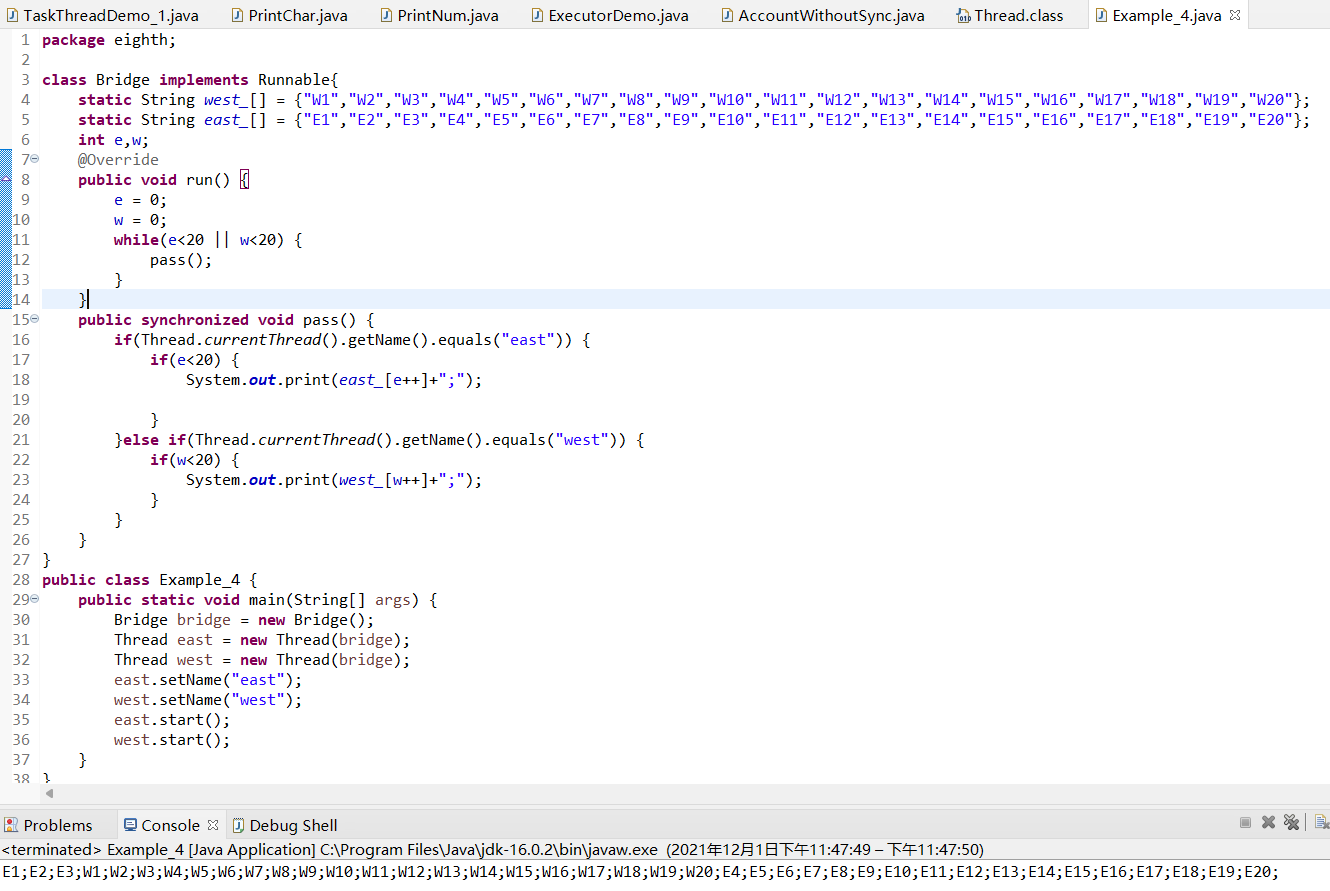 TaskThreadDemo_1.java PrintChar.java PrintNum.java ExecutorDemo.java AccountWithoutSync.java Thread.class Example_4.java
1 package eighth;
2
3 class Bridge implements Runnable{
4 static String west_[] = {"W1","W2","W3","W4","W5","W6","W7","W8","W9","W10","W11","W12","W13","W14","W15","W16","W17","W18","W19","W20"};
5 static String east_[] = {"E1","E2","E3","E4","E5","E6","E7","E8","E9","E10","E11","E12","E13","E14","E15","E16","E17","E18","E19","E20"};
6 int e,w;
7 @Override
8 public void run() {
9 e = 0;
10 w = 0;
11 while(e<20 || w<20) {
12 pass();
13 }
14 }
15 public synchronized void pass() {
16 if(Thread.currentThread().getName().equals("east")) {
17 if(e<20) {
18 System.out.print(east_[e++]+";");
19
20 }
21 }else if(Thread.currentThread().getName().equals("west")) {
22 if(w<20) {
23 System.out.print(west_[w++]+";");
24 }
25 }
26 }
27 }
28 public class Example_4 {
29 public static void main(String[] args) {
30 Bridge bridge = new Bridge();
31 Thread east = new Thread(bridge);
32 Thread west = new Thread(bridge);
33 east.setName("east");
34 west.setName("west");
35 east.start();
36 west.start();
37 }
38 }
Problems Console Debug Shell
<terminated> Example_4 [Java Application] C:\Program Files\Java\jdk-16.0.2\bin\javaw.exe (2021年12月1日下午11:47:49 – 下午11:47:50)
E1;E2;E3;W1;W2;W3;W4;W5;W6;W7;W8;W9;W10;W11;W12;W13;W14;W15;W16;W17;W18;W19;W20;E4;E5;E6;E7;E8;E9;E10;E11;E12;E13;E14;E15;E16;E17;E18;E19;E20;